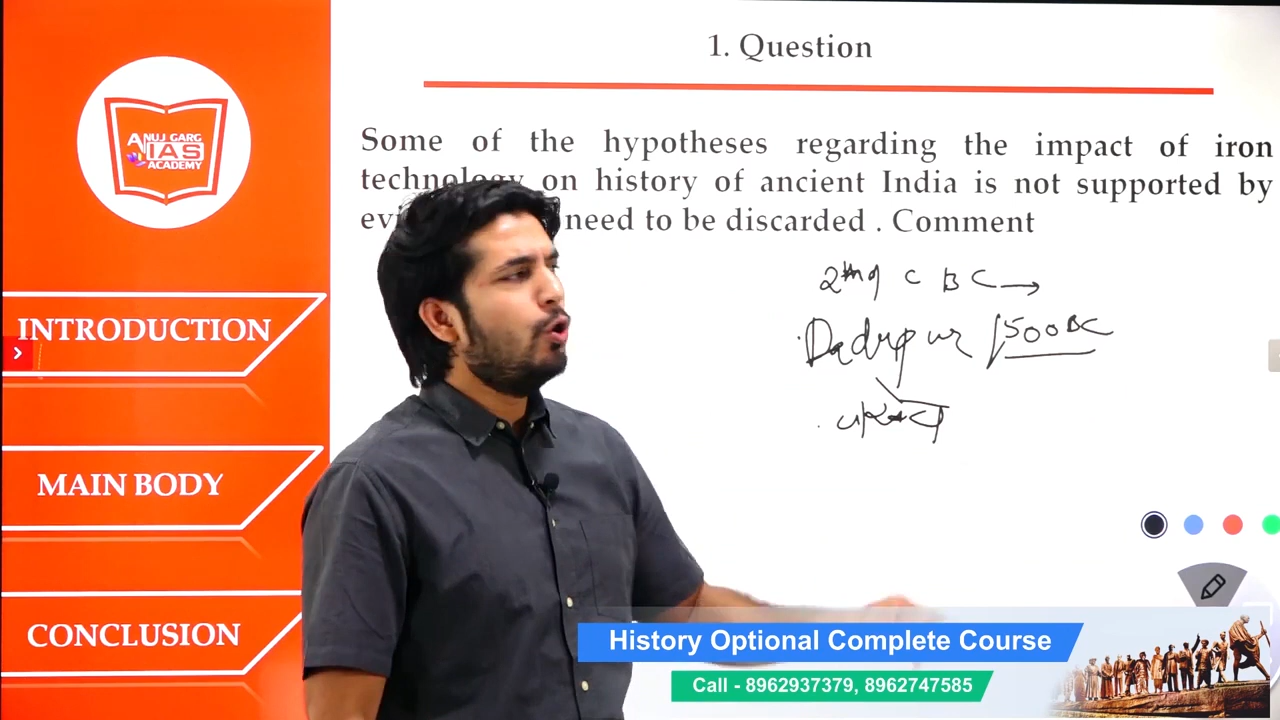 1. Question
Some of the hypotheses regarding the impact of iron
technology on history of ancient India is not supported by
need to be discarded . Comment
C BC
Dadupur 1500 BC
ANUJ GARG
IAS
ACADEMY
INTRODUCTION
MAIN BODY
CONCLUSION
History Optional Complete Course
Call - 8962937379, 8962747585